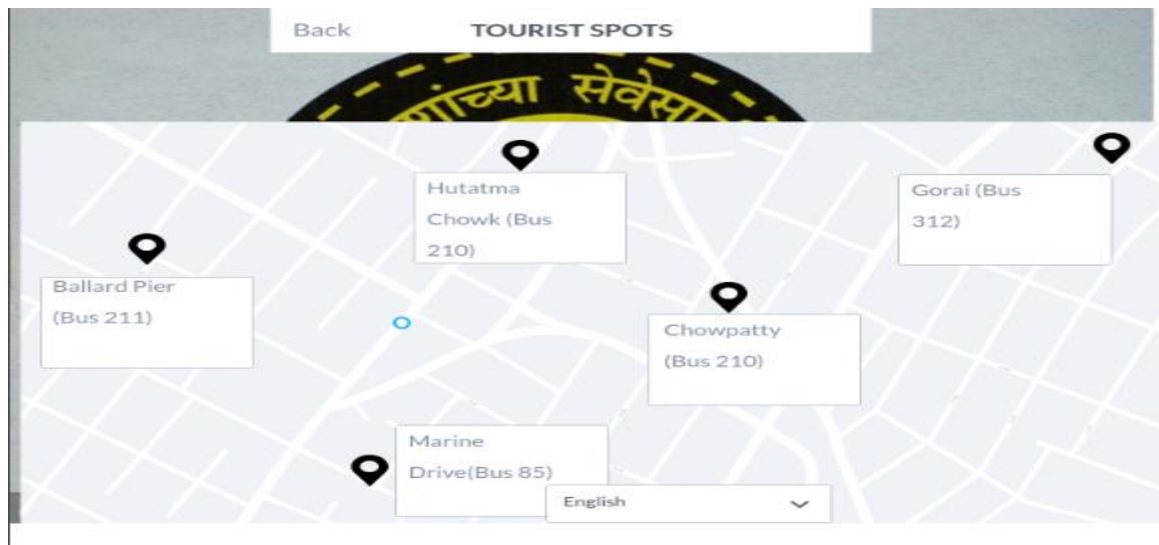 Back TOURIST SPOTS
Hutatma
Chowk (Bus
210)
Gorai (Bus
312)
Ballard Pier
(Bus 211)
Chowpatty
(Bus 210)
Marine
Drive(Bus 85)
English